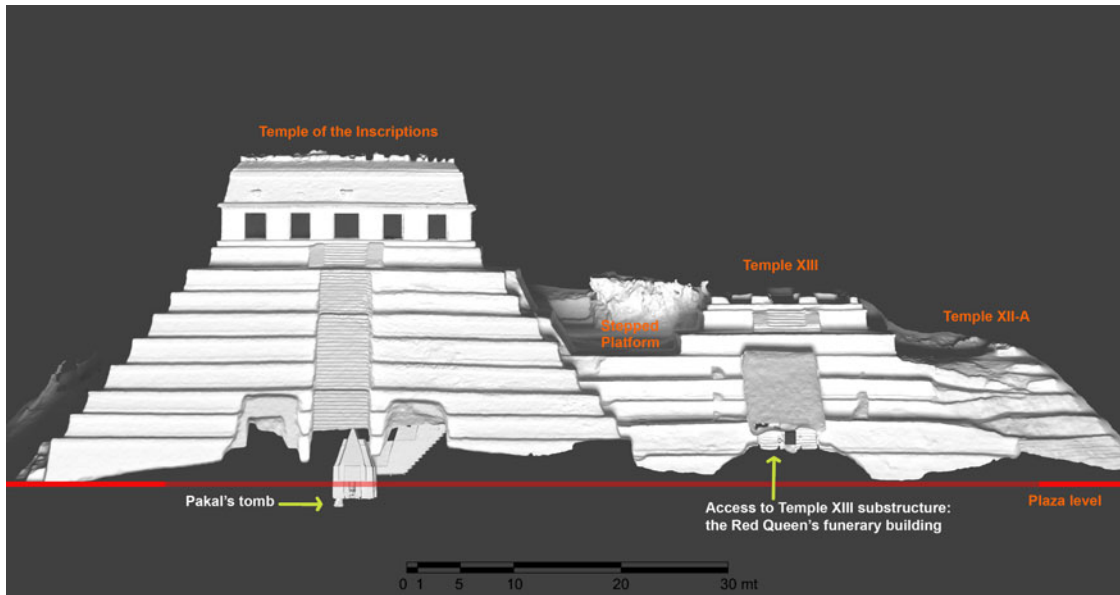 Temple of the Inscriptions
Temple XIII
Temple XII-A
Stepped
Platform
Pakal's tomb
Access to Temple XIII substructure:
the Red Queen's funerary building
Plaza level
0 1 5 10 20 30 mt